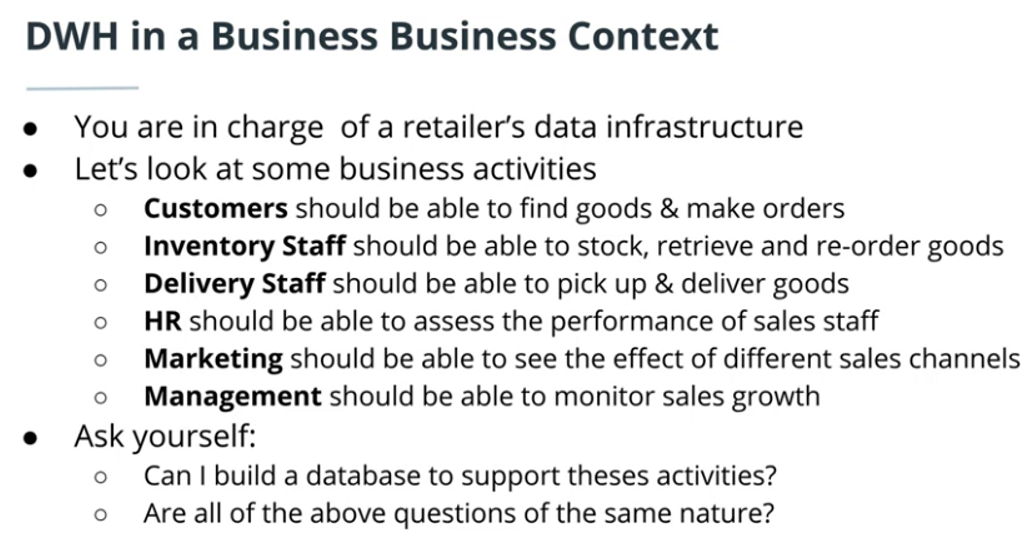 DWH in a Business Business Context
● You are in charge  of a retailer's data infrastructure
● Let's look at some business activities
○ Customers should be able to find goods & make orders
○ Inventory Staff should be able to stock, retrieve and re-order goods
○ Delivery Staff should be able to pick up & deliver goods
○ HR should be able to assess the performance of sales staff
○ Marketing should be able to see the effect of different sales channels
○ Management should be able to monitor sales growth
● Ask yourself:
○ Can I build a database to support theses activities?
○ Are all of the above questions of the same nature?